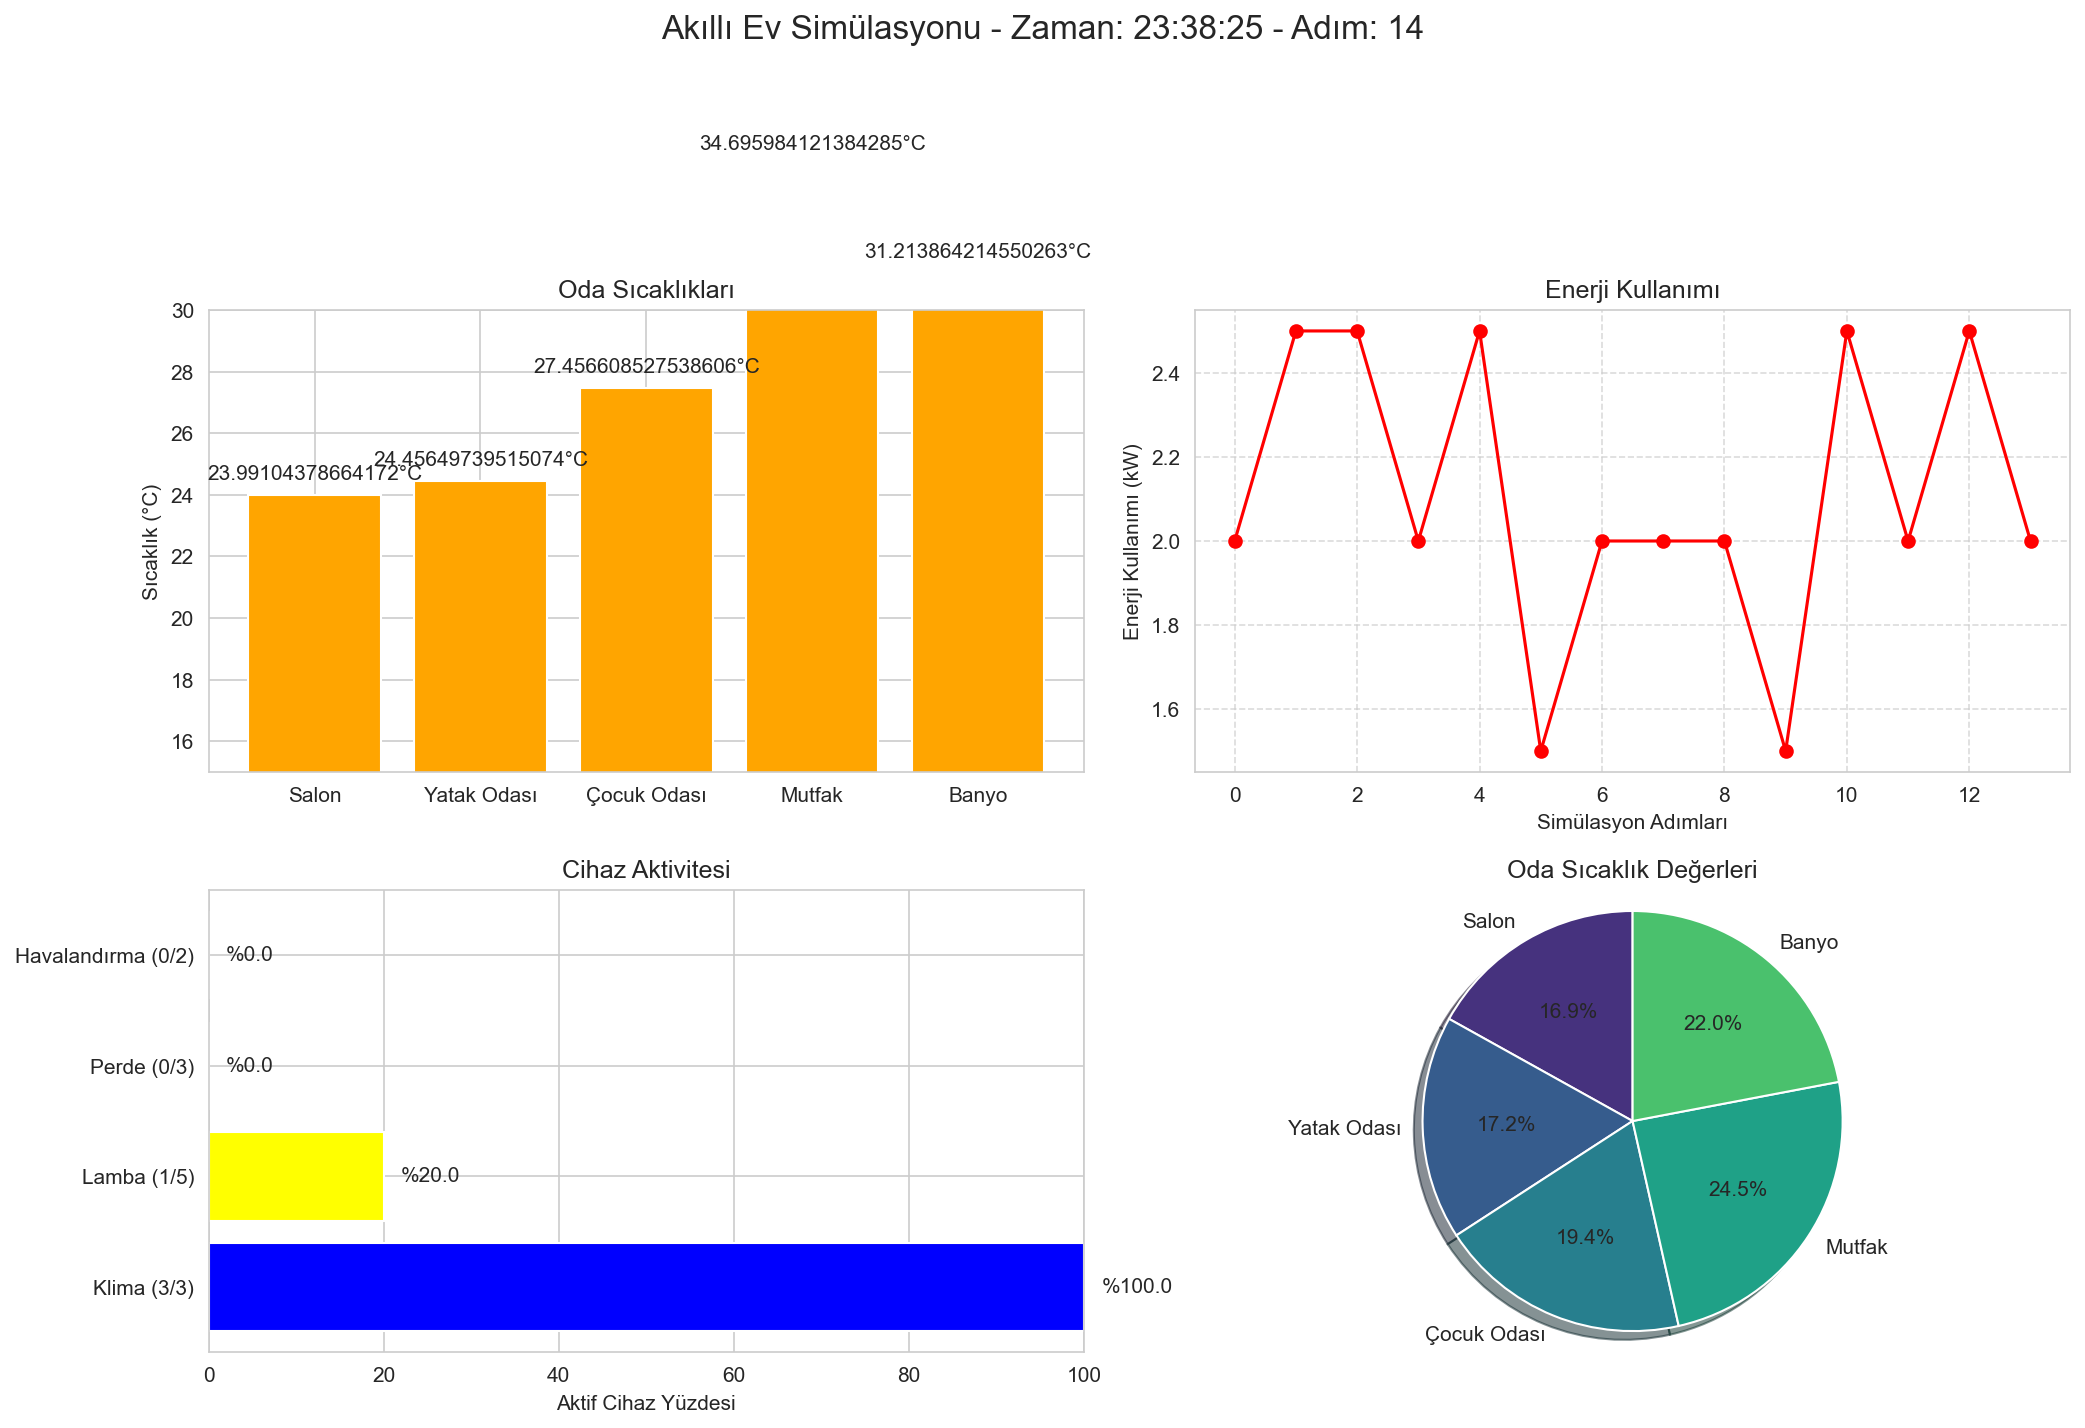 Akıllı Ev Simülasyonu - Zaman: 23:38:25 - Adım: 14
34.695984121384285°C
31.213864214550263°C
Oda Sıcaklıkları
27.456608527538606°C
24.45649739515074°C
23.99104378664172°C
30
28
26
24
22
20
18
16
Sıcaklık (°C)
Salon Yatak Odası Çocuk Odası Mutfak Banyo
Enerji Kullanımı
2.4
2.2
2.0
1.8
1.6
Enerji Kullanımı (kW)
0 2 4 6 8 10 12
Simülasyon Adımları
Cihaz Aktivitesi
Havalandırma (0/2) %0.0
Perde (0/3) %0.0
Lamba (1/5) %20.0
Klima (3/3) %100.0
0 20 40 60 80 100
Aktif Cihaz Yüzdesi
Oda Sıcaklık Değerleri
Salon
16.9%
Banyo
22.0%
Yatak Odası
17.2%
24.5%
Mutfak
19.4%
Çocuk Odası